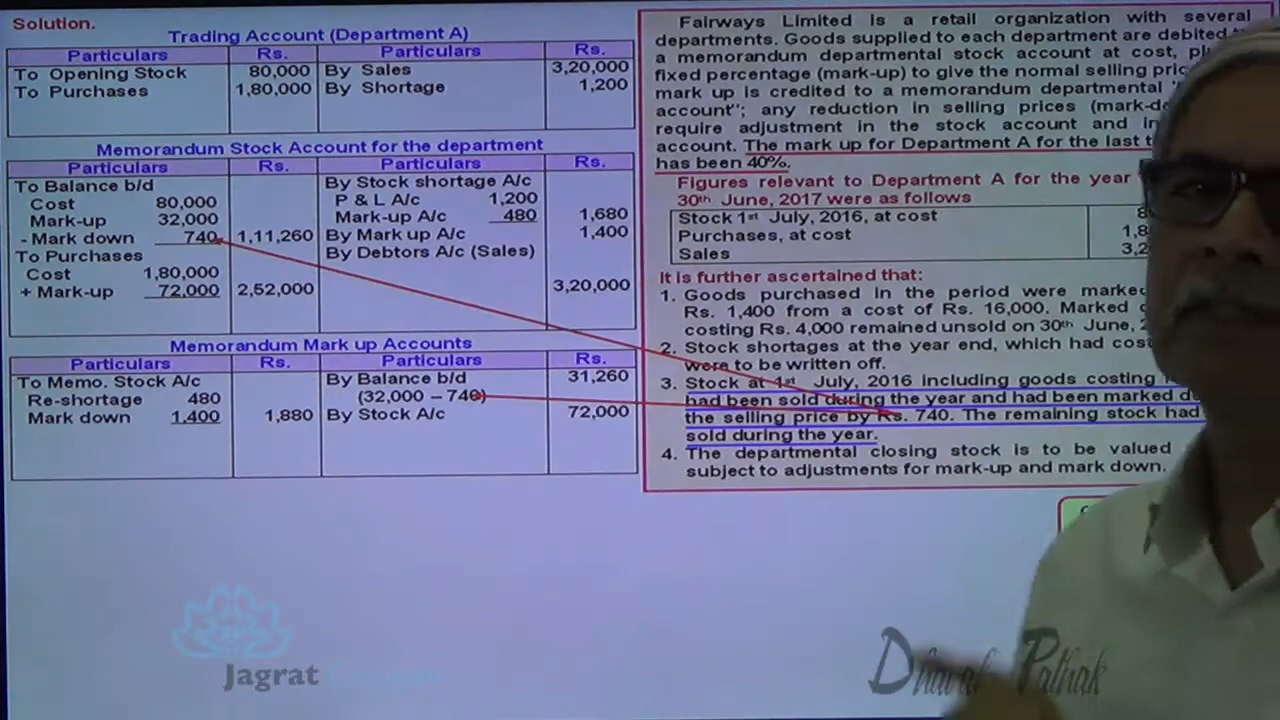 Solution.
Trading Account (Department A)
Particulars Rs. Particulars Rs.
To Opening Stock 80,000 By Sales 3,20,000
To Purchases 1,80,000 By Shortage 1,200
Memorandum Stock Account for the department
Particulars Rs. Particulars Rs.
To Balance b/d By Stock shortage A/c
Cost 80,000 P & L A/c 1,200
Mark-up 32,000 Mark-up A/c 480 1,680
- Mark down 740 1,11,260 By Mark up A/c 1,400
To Purchases By Debtors A/c (Sales)
Cost 1,80,000
+ Mark-up 72,000 2,52,000 3,20,000
Memorandum Mark up Accounts
Particulars Rs. Particulars Rs.
To Memo. Stock A/c By Balance b/d 31,260
Re-shortage 480 (32,000 – 740)
Mark down 1,400 1,880 By Stock A/c 72,000
Fairways Limited is a retail organization with several
departments. Goods supplied to each department are debited
a memorandum departmental stock account at cost,
fixed percentage (mark-up) to give the normal selling
mark up is credited to a memorandum departmental
account"; any reduction in selling prices
require adjustment in the stock account and
account. The mark up for Department A for the last
has been 40%.
Figures relevant to Department A for the year
30th June, 2017 were as follows
Stock 1st July, 2016, at cost
Purchases, at cost
Sales
It is further ascertained that:
1. Goods purchased in the period were
Rs. 1,400 from a cost of Rs. 16,000. Marked
costing Rs. 4,000 remained unsold on 30th June,
2. Stock shortages at the year end, which had
were to be written off.
3. Stock at 1st July, 2016 including goods costing
had been sold during the year and had been marked
the selling price by Rs. 740. The remaining stock had
sold during the year.
4. The departmental closing stock is to be valued
subject to adjustments for mark-up and mark down.
Jagrat
Dhaval Pathak